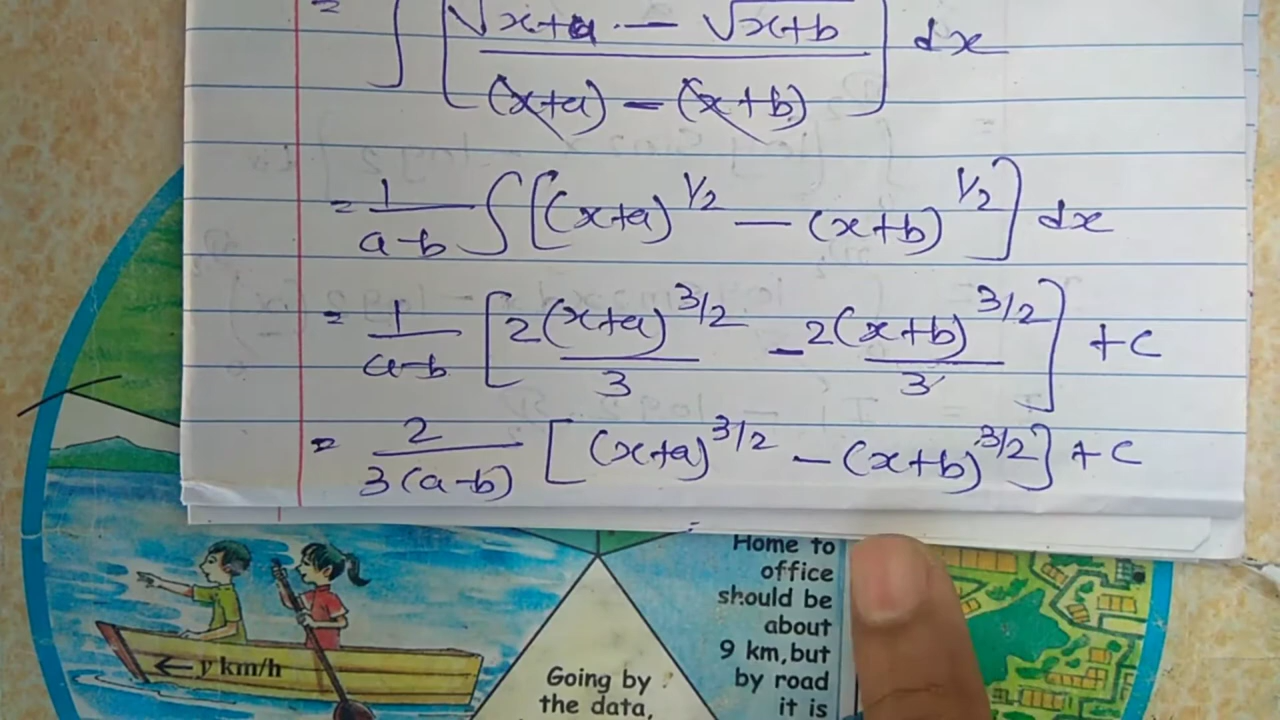 = ∫ [ (√x+a - √x+b) / ((x+a) - (x+b)) ] dx
= 1/(a-b) ∫ [ (x+a)^1/2 - (x+b)^1/2 ] dx
= 1/(a-b) [ 2(x+a)^3/2 / 3 - 2(x+b)^3/2 / 3 ] + c
= 2/(3(a-b)) [ (x+a)^3/2 - (x+b)^3/2 ] + c
y km/h
Going by
the data,
Home to
office
should be
about
9 km, but
by road
it is